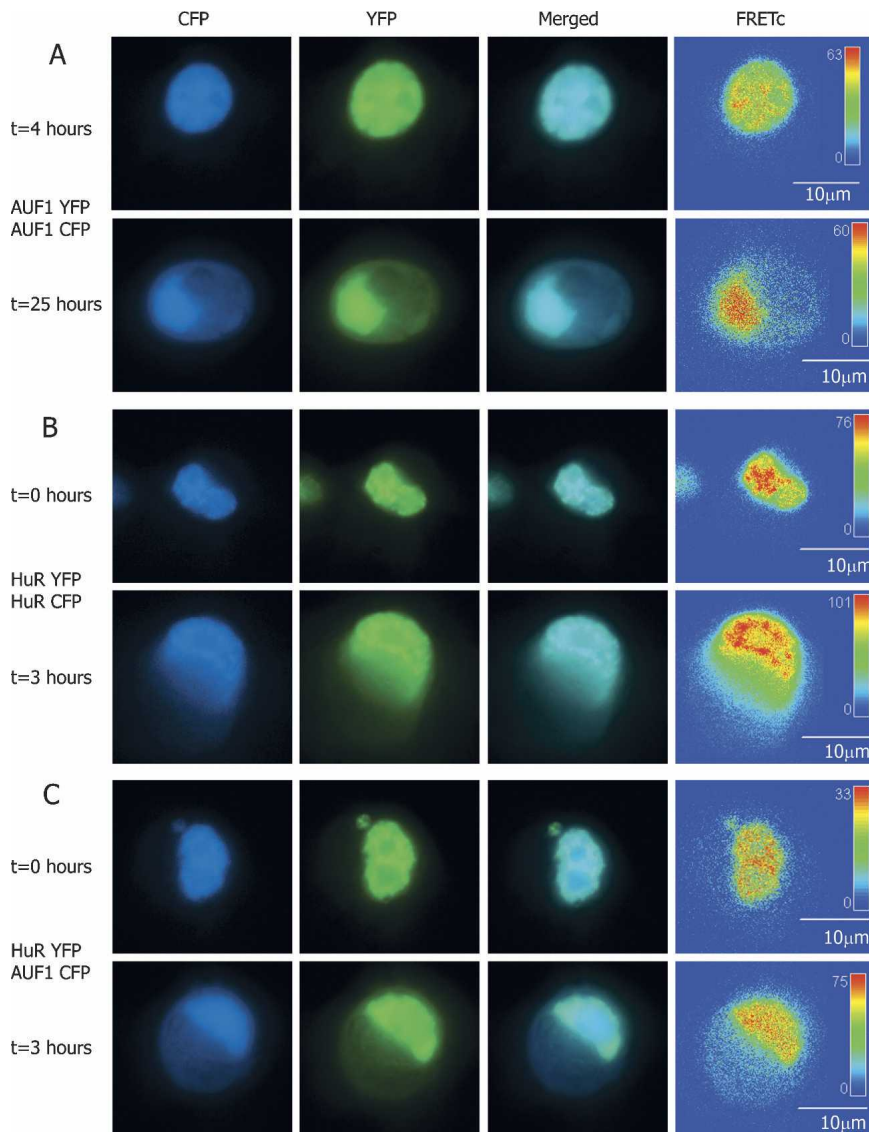 CFP YFP Merged FRETc
A
63
t=4 hours
0
10µm
AUF1 YFP
AUF1 CFP
60
t=25 hours
0
10µm
B
76
t=0 hours
0
10µm
HuR YFP
HuR CFP
101
t=3 hours
0
10µm
C
33
t=0 hours
0
10µm
HuR YFP
AUF1 CFP
75
t=3 hours
0
10µm